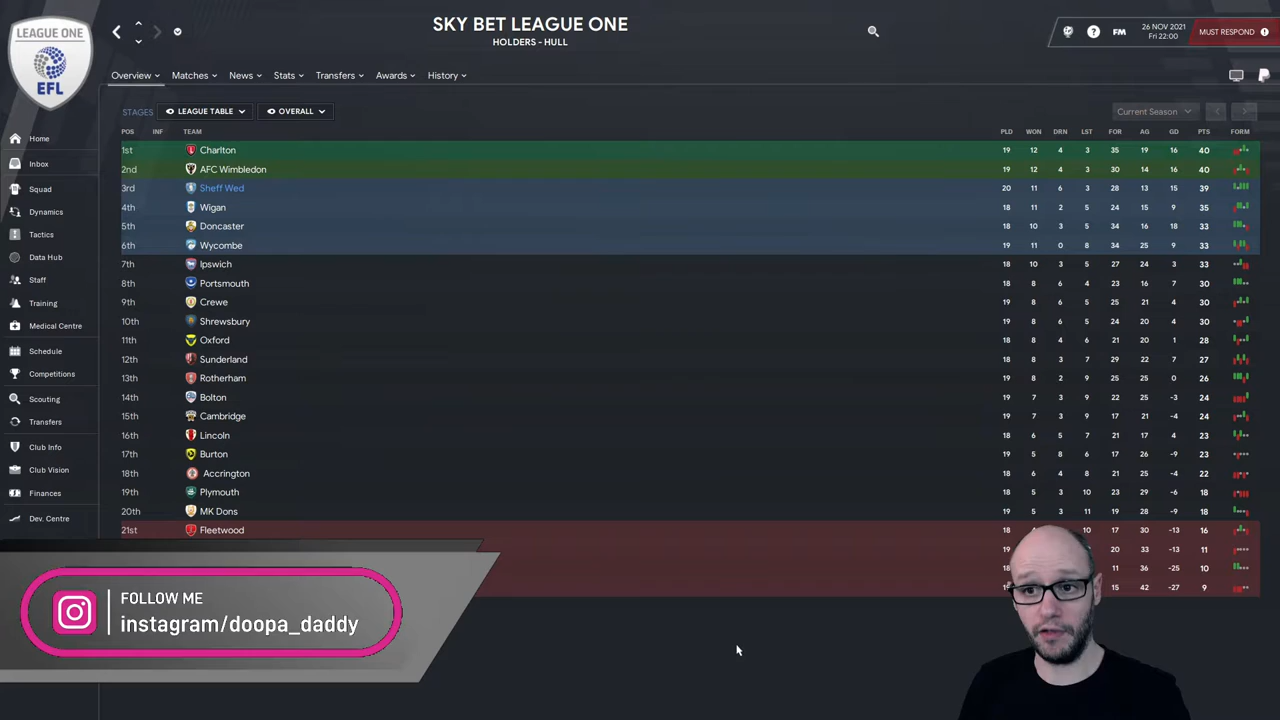 LEAGUE ONE
EFL
SKY BET LEAGUE ONE
HOLDERS - HULL
FM
26 NOV 2021
Fri 22:00
MUST RESPOND
Overview Matches News Stats Transfers Awards History
STAGES LEAGUE TABLE OVERALL Current Season
POS INF TEAM PLD WON DRN LST FOR AG GD PTS FORM
1st Charlton 19 12 4 3 35 19 16 40
2nd AFC Wimbledon 19 12 4 3 30 14 16 40
3rd Sheff Wed 20 11 6 3 28 13 15 39
4th Wigan 18 11 2 5 24 15 9 35
5th Doncaster 18 10 3 5 34 16 18 33
6th Wycombe 19 11 0 8 34 25 9 33
7th Ipswich 18 10 3 5 27 24 3 33
8th Portsmouth 18 8 6 4 23 16 7 30
9th Crewe 19 8 6 5 25 21 4 30
10th Shrewsbury 19 8 6 5 24 20 4 30
11th Oxford 18 8 4 6 21 20 1 28
12th Sunderland 18 8 3 7 29 22 7 27
13th Rotherham 19 8 2 9 25 25 0 26
14th Bolton 19 7 3 9 22 25 -3 24
15th Cambridge 19 7 3 9 17 21 -4 24
16th Lincoln 18 6 5 7 21 17 4 23
17th Burton 19 5 8 6 17 26 -9 23
18th Accrington 18 6 4 8 21 25 -4 22
19th Plymouth 18 5 3 10 23 29 -6 18
20th MK Dons 19 5 3 11 19 28 -9 18
21st Fleetwood 18 10 17 30 -13 16
19 20 33 -13 11
18 11 36 -25 10
15 42 -27 9
Home
Inbox
Squad
Dynamics
Tactics
Data Hub
Staff
Training
Medical Centre
Schedule
Competitions
Scouting
Transfers
Club Info
Club Vision
Finances
Dev. Centre
FOLLOW ME
instagram/doopa_daddy